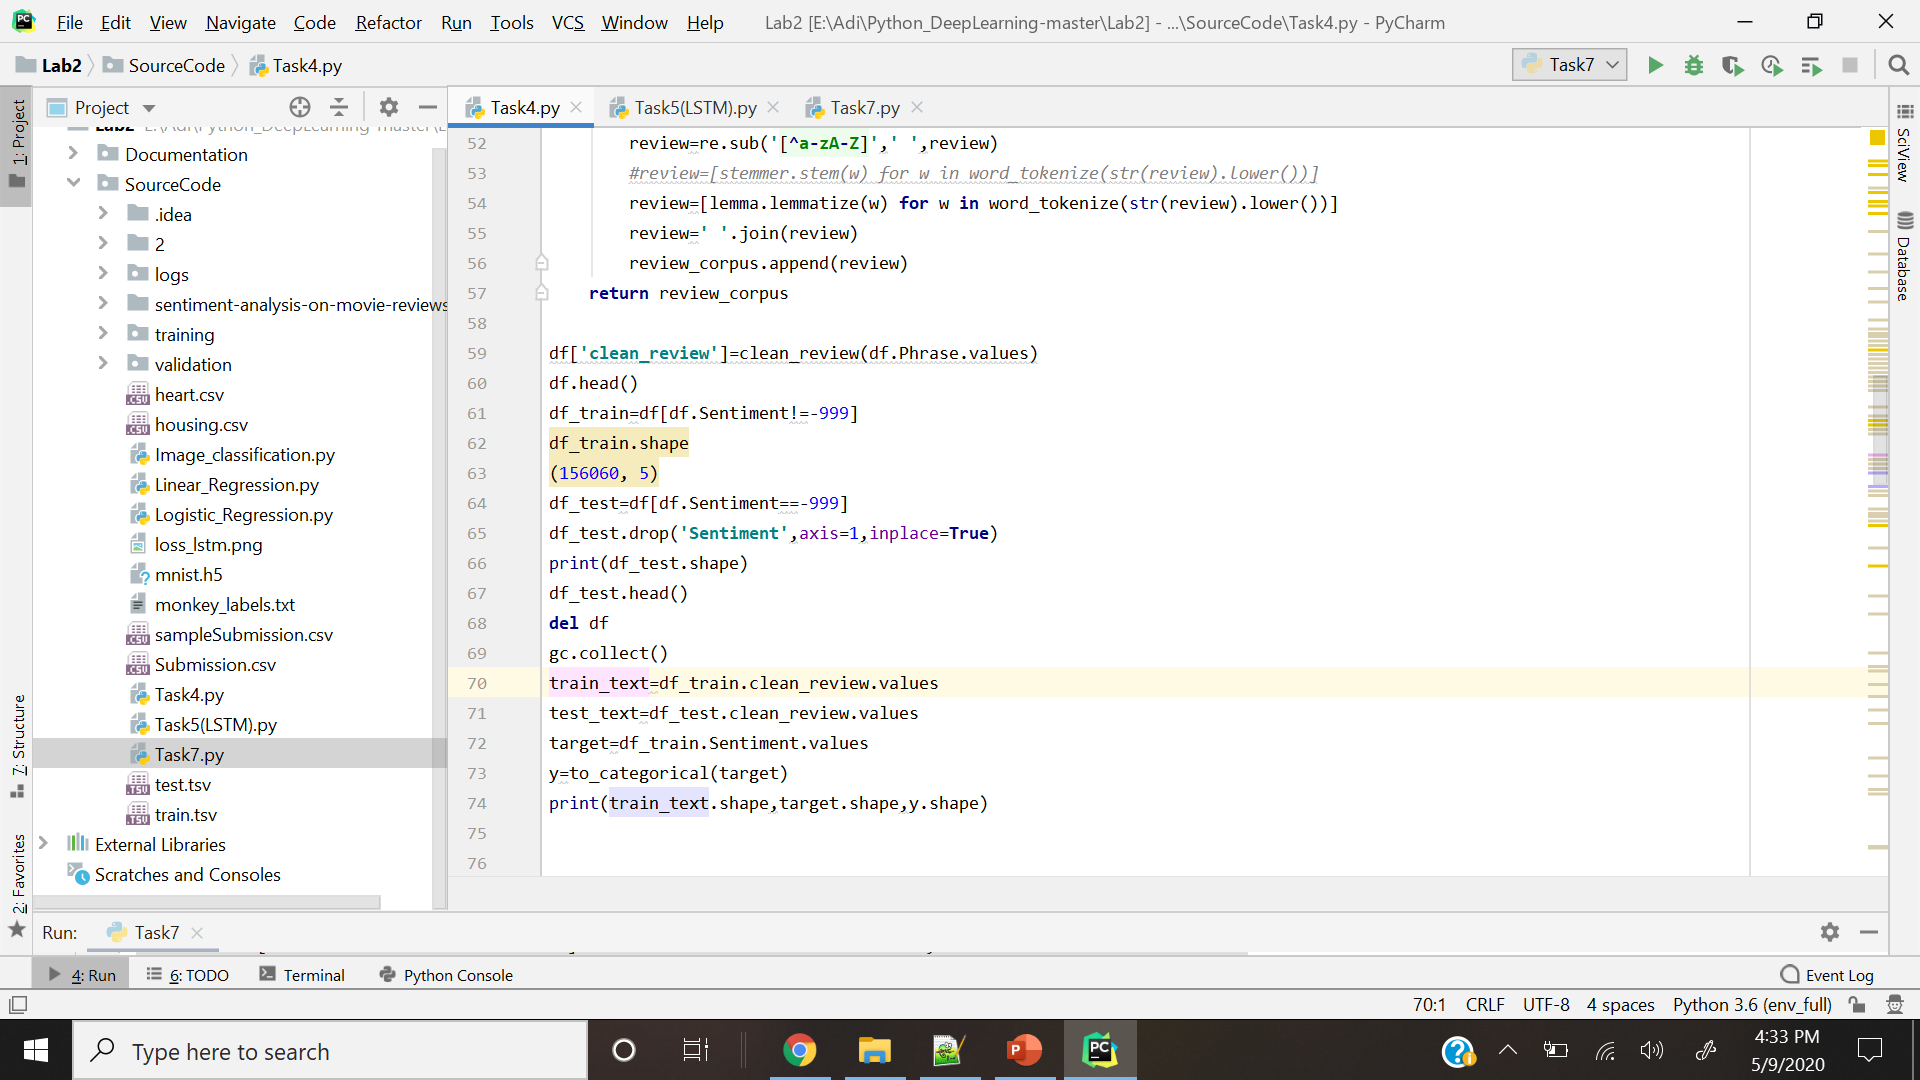 File Edit View Navigate Code Refactor Run Tools VCS Window Help Lab2 [E:\Adi\Python_DeepLearning-master\Lab2] - ...\SourceCode\Task4.py - PyCharm
Lab2 SourceCode Task4.py Task7
Project Task4.py Task5(LSTM).py Task7.py
1: Project
7: Structure
2: Favorites
SciView
Database
Lab2 E:\Adi\Python_DeepLearning-master\L
Documentation
SourceCode
.idea
2
logs
sentiment-analysis-on-movie-reviews
training
validation
heart.csv
housing.csv
Image_classification.py
Linear_Regression.py
Logistic_Regression.py
loss_lstm.png
mnist.h5
monkey_labels.txt
sampleSubmission.csv
Submission.csv
Task4.py
Task5(LSTM).py
Task7.py
test.tsv
train.tsv
External Libraries
Scratches and Consoles
52 review=re.sub('[^a-zA-Z]',' ',review)
53 #review=[stemmer.stem(w) for w in word_tokenize(str(review).lower())]
54 review=[lemma.lemmatize(w) for w in word_tokenize(str(review).lower())]
55 review=' '.join(review)
56 review_corpus.append(review)
57 return review_corpus
58
59 df['clean_review']=clean_review(df.Phrase.values)
60 df.head()
61 df_train=df[df.Sentiment!=-999]
62 df_train.shape
63 (156060, 5)
64 df_test=df[df.Sentiment==-999]
65 df_test.drop('Sentiment',axis=1,inplace=True)
66 print(df_test.shape)
67 df_test.head()
68 del df
69 gc.collect()
70 train_text=df_train.clean_review.values
71 test_text=df_test.clean_review.values
72 target=df_train.Sentiment.values
73 y=to_categorical(target)
74 print(train_text.shape,target.shape,y.shape)
75
76
Run: Task7
4: Run 6: TODO Terminal Python Console Event Log
70:1 CRLF UTF-8 4 spaces Python 3.6 (env_full)
Type here to search
4:33 PM
5/9/2020